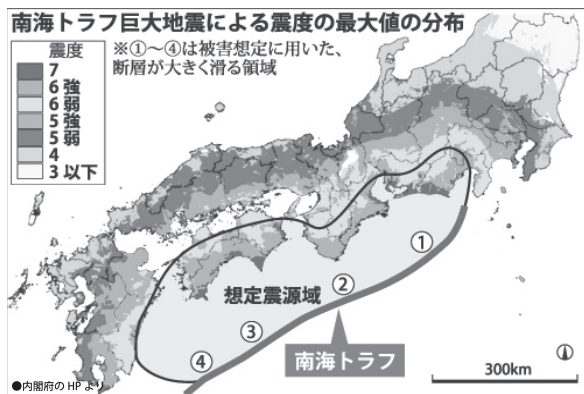 南海トラフ巨大地震による震度の最大値の分布
震度
7
6強
6弱
5強
5弱
4
3以下
※①〜④は被害想定に用いた、
断層が大きく滑る領域
①
②
想定震源域
③
④
南海トラフ
300km
●内閣府のHPより